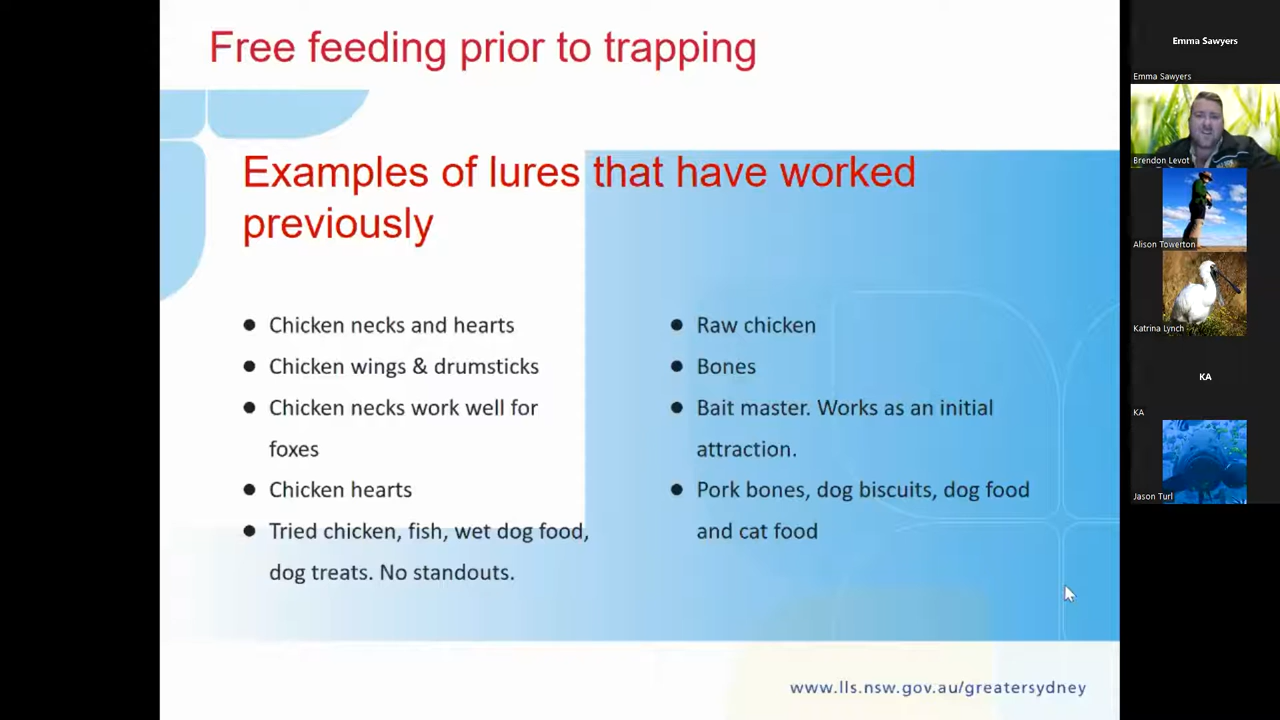 Free feeding prior to trapping
Examples of lures that have worked
previously
● Chicken necks and hearts
● Chicken wings & drumsticks
● Chicken necks work well for
foxes
● Chicken hearts
● Tried chicken, fish, wet dog food,
dog treats. No standouts.
● Raw chicken
● Bones
● Bait master. Works as an initial
attraction.
● Pork bones, dog biscuits, dog food
and cat food
www.lls.nsw.gov.au/greatersydney
Emma Sawyers
Emma Sawyers
Brendon Levot
Alison Towerton
Katrina Lynch
KA
KA
Jason Turl